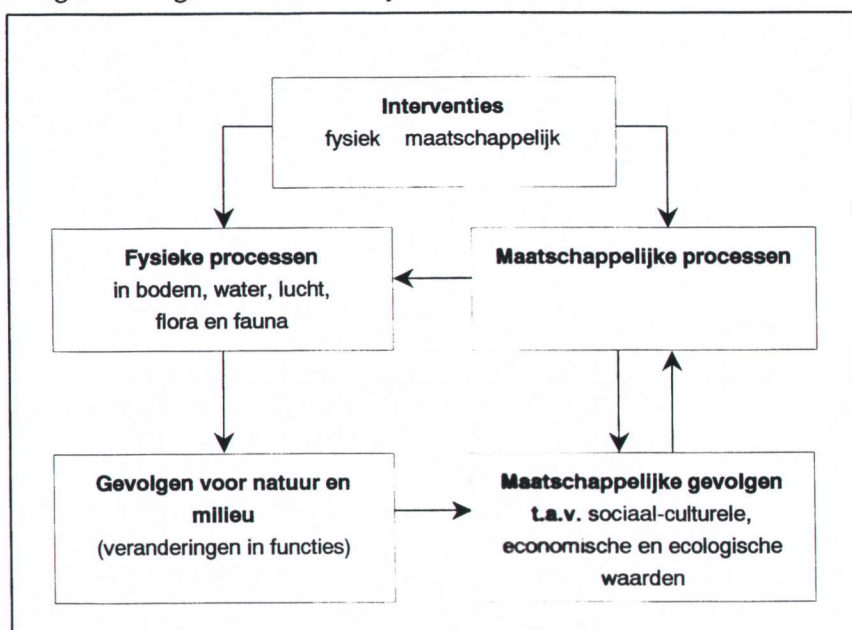 Interventies
fysiek maatschappelijk
Fysieke processen
in bodem, water, lucht,
flora en fauna
Maatschappelijke processen
Gevolgen voor natuur en
milieu
(veranderingen in functies)
Maatschappelijke gevolgen
t.a.v. sociaal-culturele,
economische en ecologische
waarden